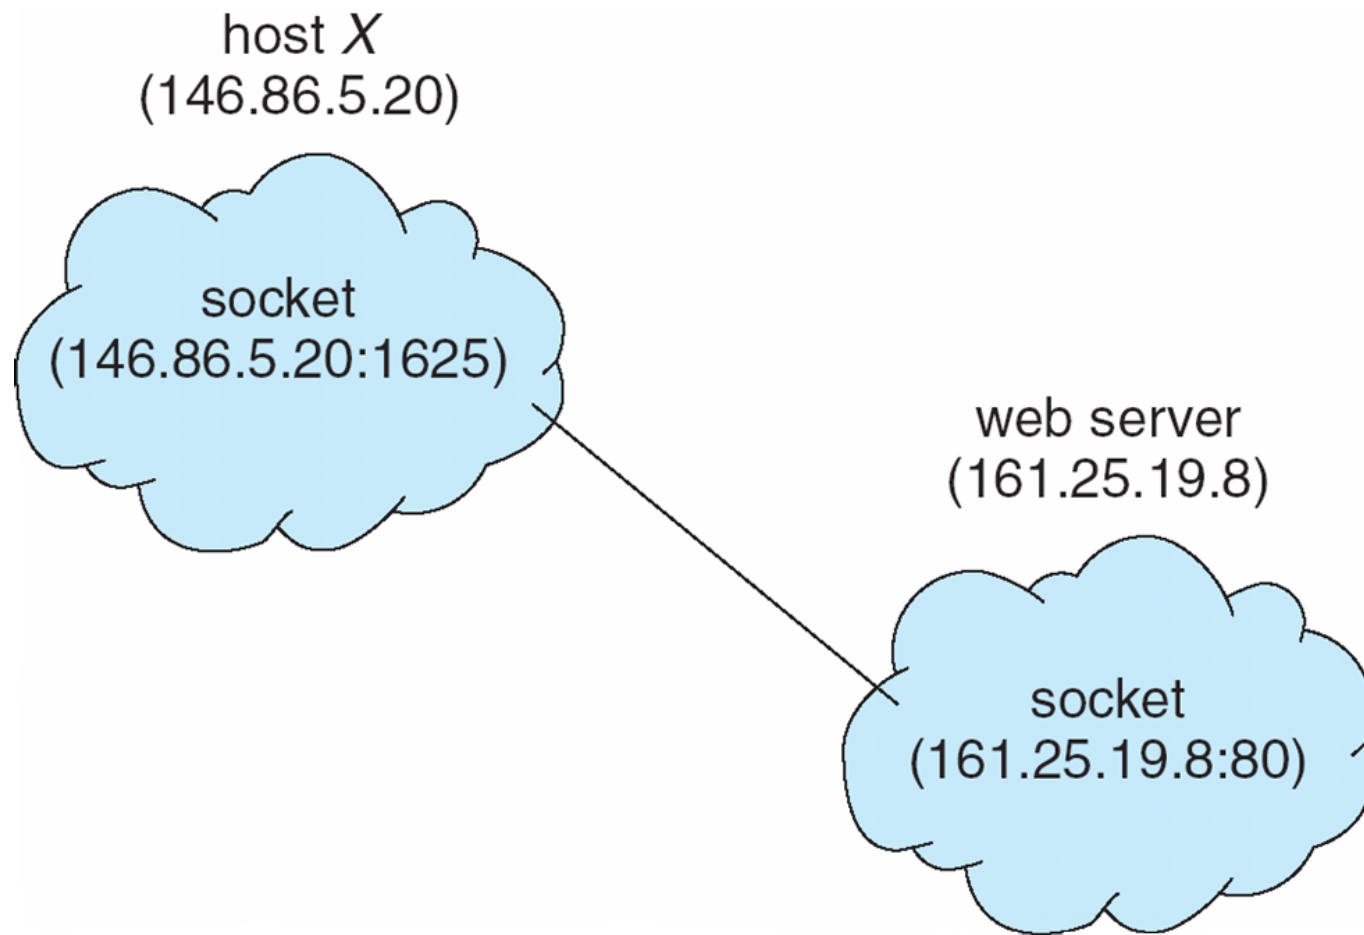 host X
(146.86.5.20)
socket
(146.86.5.20:1625)
web server
(161.25.19.8)
socket
(161.25.19.8:80)